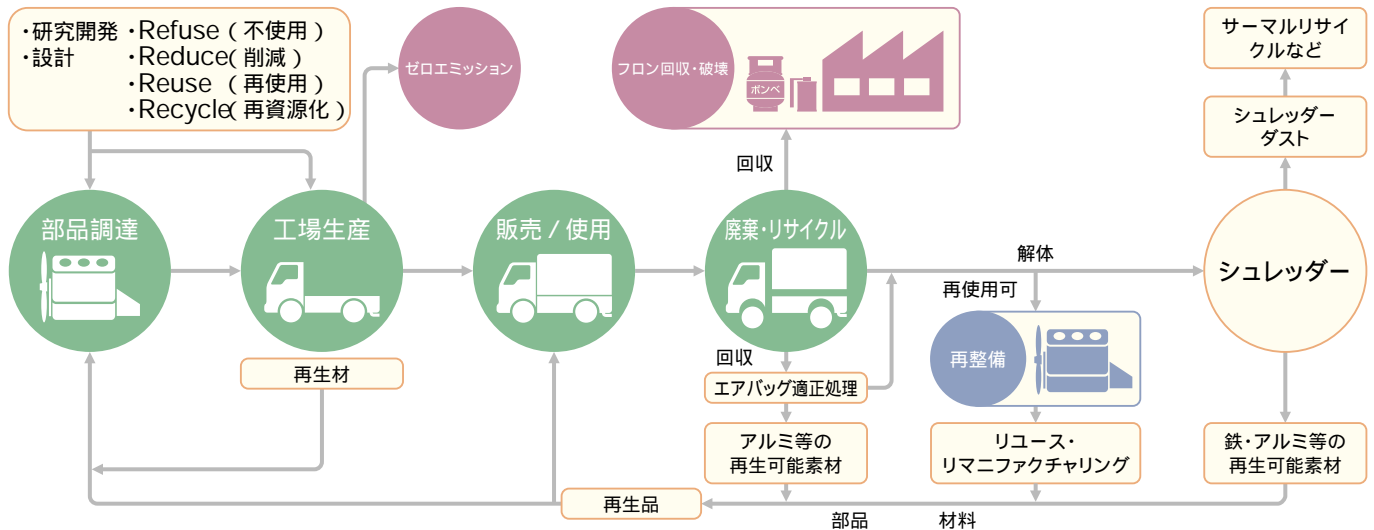 ・研究開発 ・Refuse（不使用）
・設計 ・Reduce（削減）
・Reuse（再使用）
・Recycle（再資源化）
ゼロエミッション
フロン回収・破壊
ボンベ
サーマルリサイ
クルなど
シュレッダー
ダスト
回収
部品調達
工場生産
販売 / 使用
廃棄・リサイクル
解体
シュレッダー
再使用可
再生材
回収
エアバッグ適正処理
再整備
アルミ等の
再生可能素材
リユース・
リマニファクチャリング
鉄・アルミ等の
再生可能素材
再生品
部品 材料